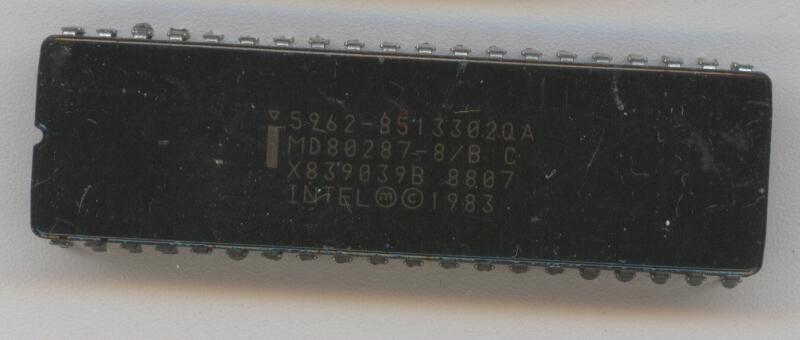 ▽5962-8513302QA
MD80287-8/B C
X839039B 8807
INTEL Ⓜ © 1983